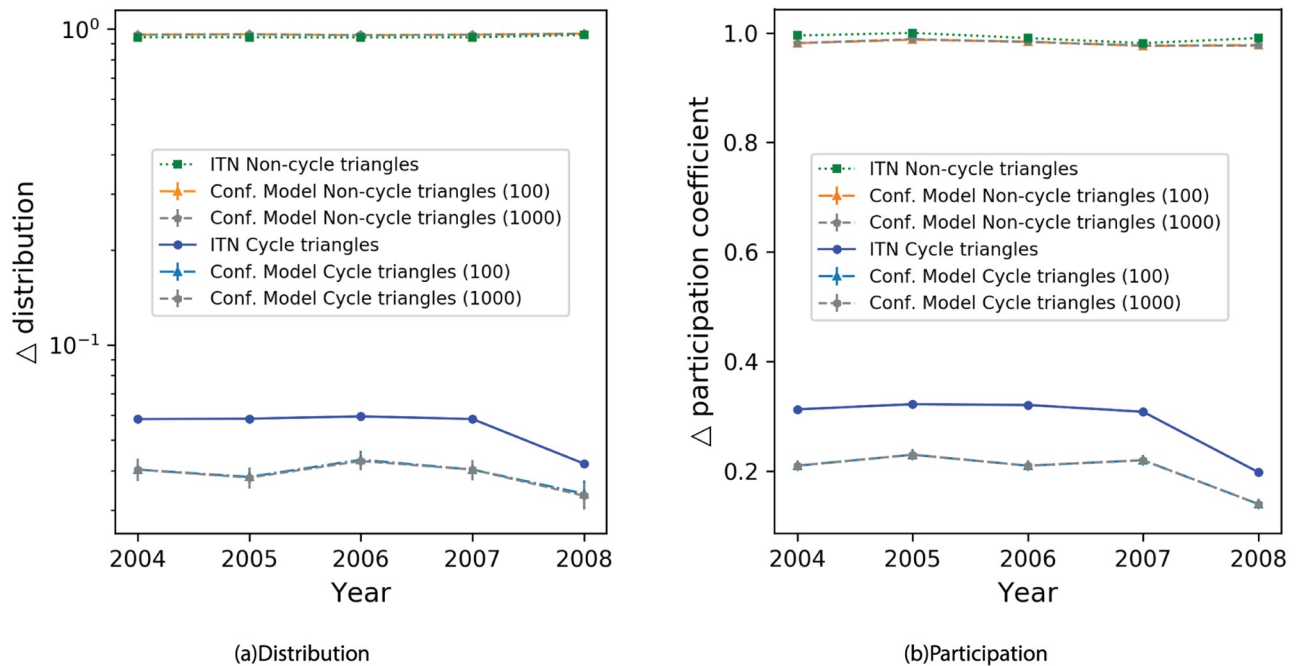 10⁰
10⁻¹
△ distribution
ITN Non-cycle triangles
Conf. Model Non-cycle triangles (100)
Conf. Model Non-cycle triangles (1000)
ITN Cycle triangles
Conf. Model Cycle triangles (100)
Conf. Model Cycle triangles (1000)
2004 2005 2006 2007 2008
Year
(a)Distribution
1.0
0.8
0.6
0.4
0.2
△ participation coefficient
ITN Non-cycle triangles
Conf. Model Non-cycle triangles (100)
Conf. Model Non-cycle triangles (1000)
ITN Cycle triangles
Conf. Model Cycle triangles (100)
Conf. Model Cycle triangles (1000)
2004 2005 2006 2007 2008
Year
(b)Participation